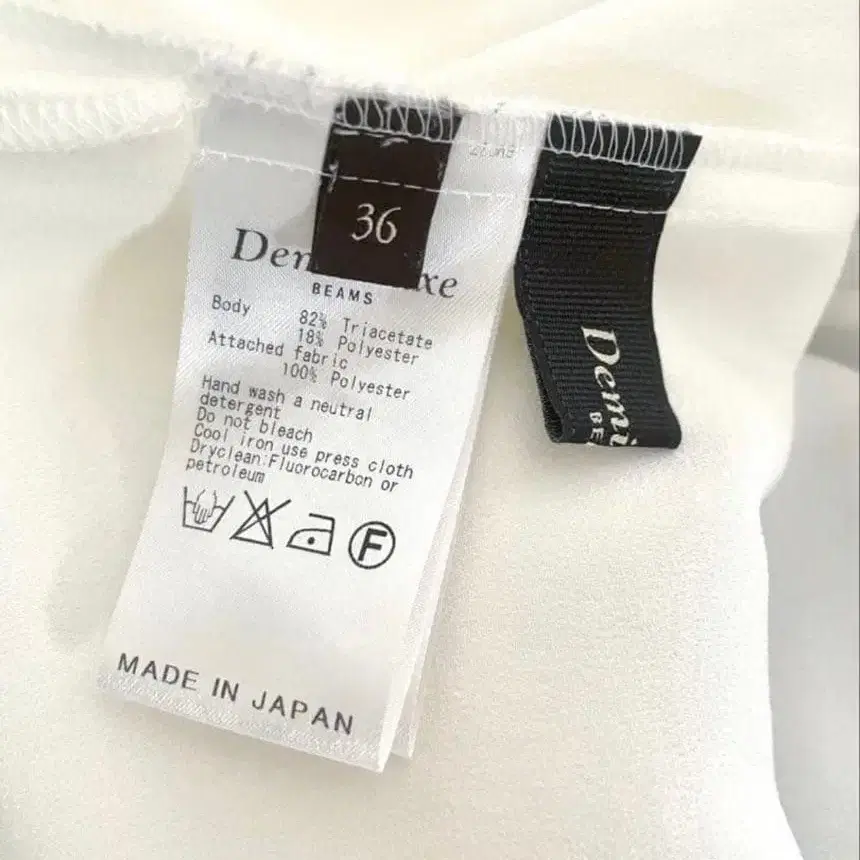 36
Dem
xe
BEAMS
Body 82% Triacetate
18% Polyester
Attached fabric
100% Polyester
Hand wash a neutral
detergent
Do not bleach
Cool iron use press cloth
Dryclean:Fluorocarbon or
petroleum
F
MADE IN JAPAN
Demi
BE